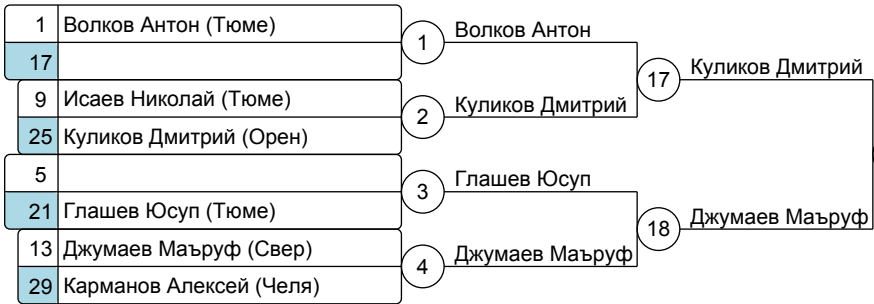 1 Волков Антон (Тюме)
17
9 Исаев Николай (Тюме)
25 Куликов Дмитрий (Орен)
5
21 Глашев Юсуп (Тюме)
13 Джумаев Маъруф (Свер)
29 Карманов Алексей (Челя)
1 Волков Антон
2 Куликов Дмитрий
3 Глашев Юсуп
4 Джумаев Маъруф
17 Куликов Дмитрий
18 Джумаев Маъруф